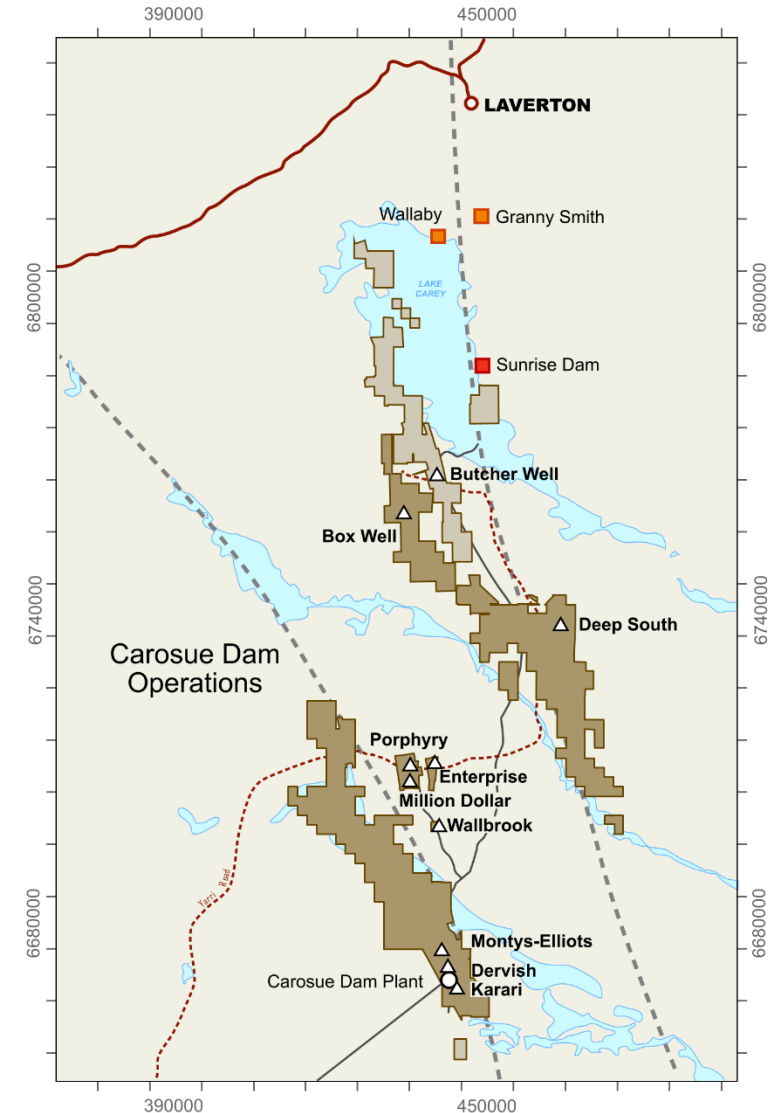 390000
450000
LAVERTON
Wallaby
Granny Smith
LAKE
CAREY
6800000
6800000
Sunrise Dam
Butcher Well
Box Well
6740000
6740000
Deep South
Carosue Dam
Operations
Porphyry
Enterprise
Million Dollar
Wallbrook
Yarri Road
6680000
6680000
Montys-Elliots
Dervish
Carosue Dam Plant
Karari
390000
450000